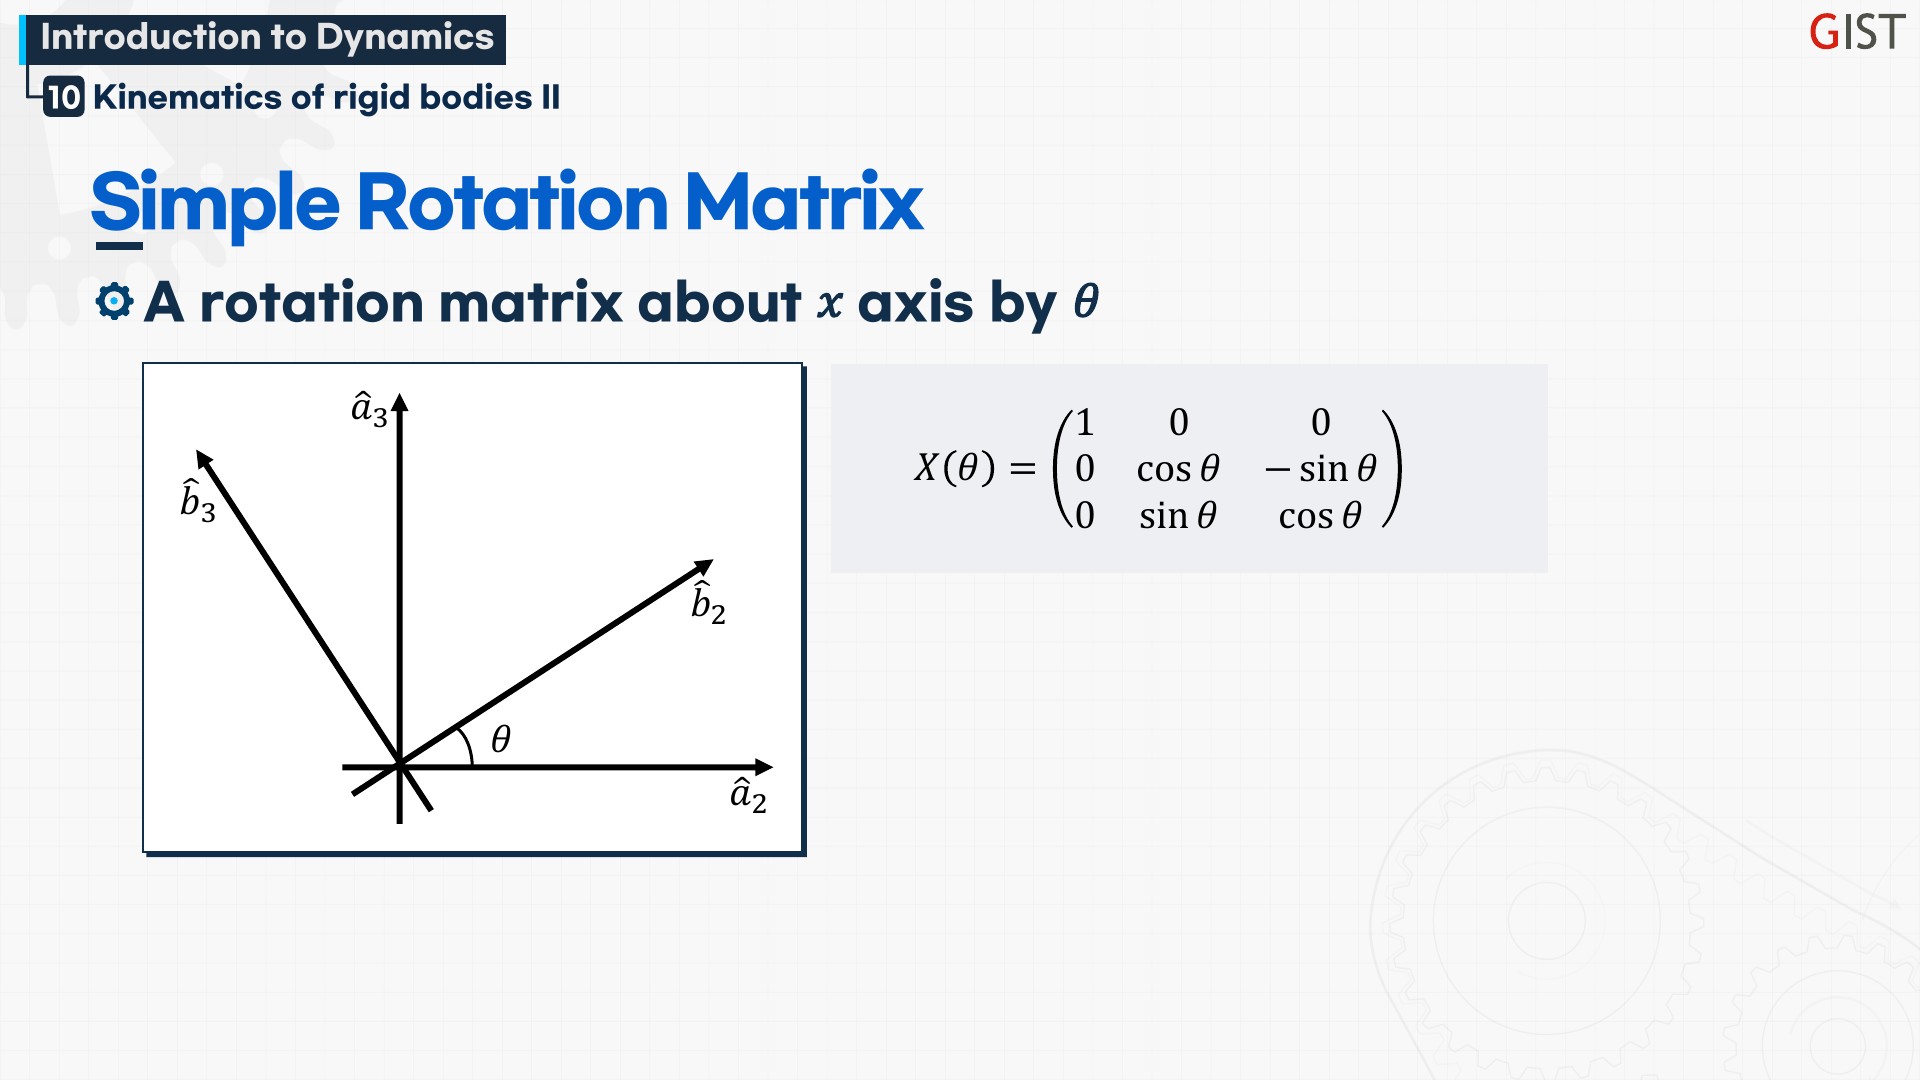 Introduction to Dynamics
GIST
10 Kinematics of rigid bodies II
Simple Rotation Matrix
A rotation matrix about x axis by θ
â₃
b̂₃
b̂₂
θ
â₂
X(θ) = (1 0 0
0 cos θ − sin θ
0 sin θ cos θ)